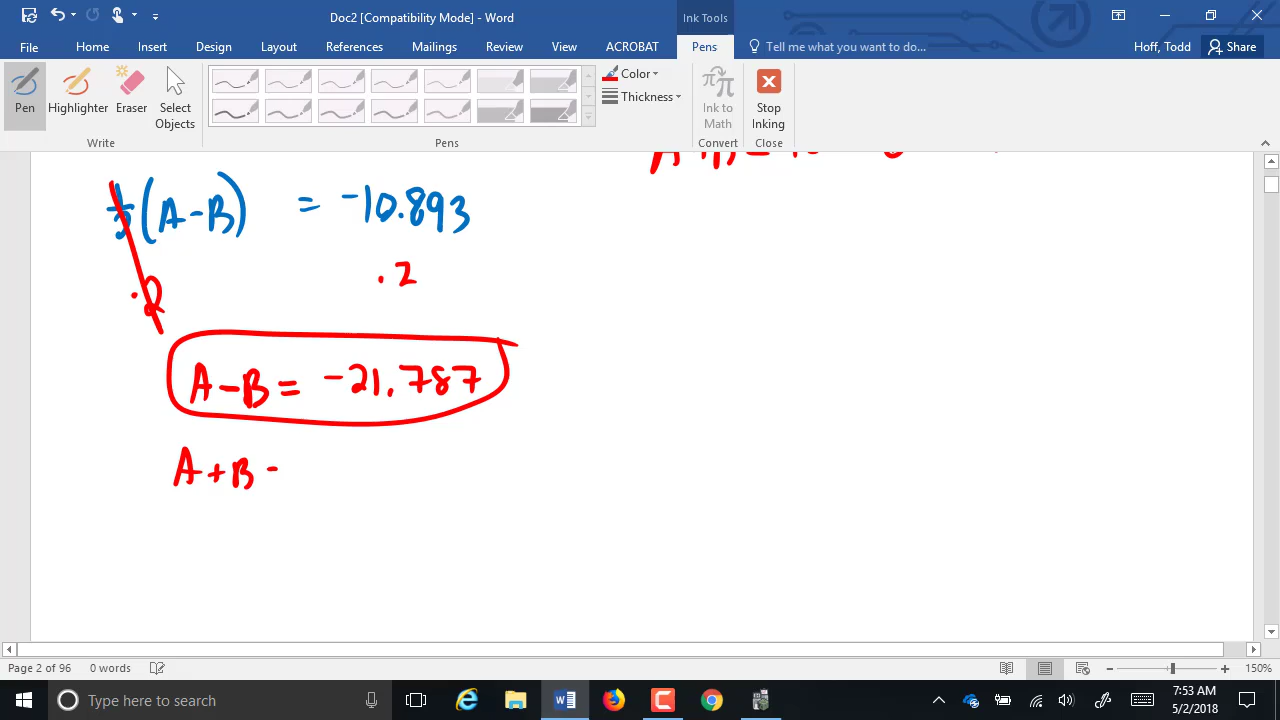 Doc2 [Compatibility Mode] - Word
Ink Tools
File Home Insert Design Layout References Mailings Review View ACROBAT Pens Tell me what you want to do... Hoff, Todd Share
Pen Highlighter Eraser Select Objects
Color
Thickness
Ink to Math
Stop Inking
Write Pens Convert Close
½(A-B) = -10.893
·2 ·2
A-B = -21.787
A+B -
Page 2 of 96 0 words 150%
Type here to search
7:53 AM
5/2/2018